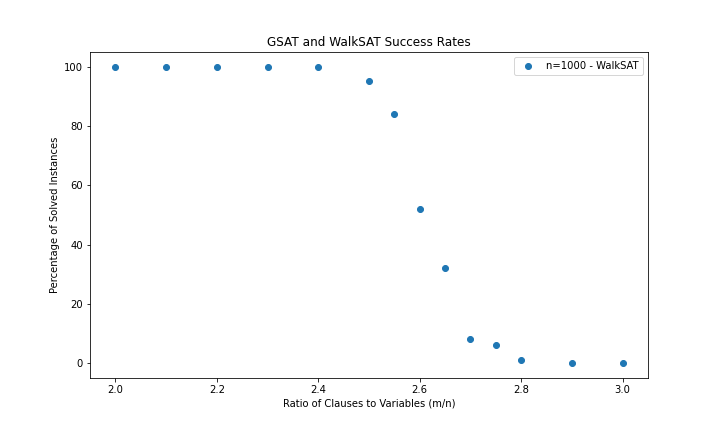 GSAT and WalkSAT Success Rates
n=1000 - WalkSAT
Percentage of Solved Instances
100
80
60
40
20
0
2.0 2.2 2.4 2.6 2.8 3.0
Ratio of Clauses to Variables (m/n)